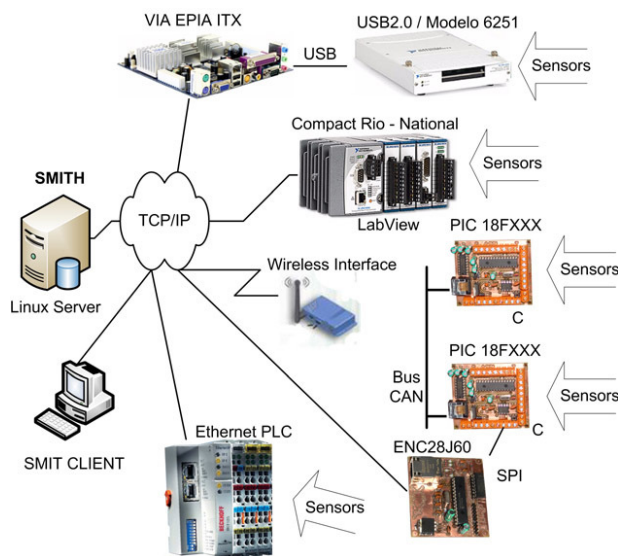 VIA EPIA ITX
USB2.0 / Modelo 6251
USB
Sensors
Compact Rio - National
Sensors
SMITH
TCP/IP
LabView
PIC 18FXXX
Wireless Interface
Sensors
Linux Server
C
PIC 18FXXX
Bus
CAN
Sensors
C
Ethernet PLC
ENC28J60
SMIT CLIENT
SPI
Sensors
BECKHOFF